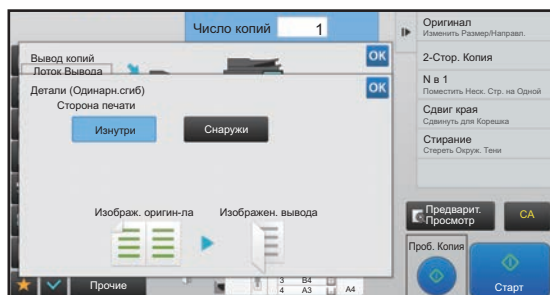 Число копий 1
Вывод копий
OK
Лоток Вывода
Детали (Одинарн.сгиб)
OK
Сторона печати
Изнутри
Снаружи
Изображ. оригин-ла
Изображен. вывода
Прочие
3 B4
4 A3
A4
Оригинал
Изменить Размер/Направл.
2-Стор. Копия
N в 1
Поместить Неск. Стр. на Одной
Сдвиг края
Сдвинуть для Корешка
Стирание
Стереть Окруж. Тени
Предварит.
Просмотр
CA
Проб. Копия
Старт